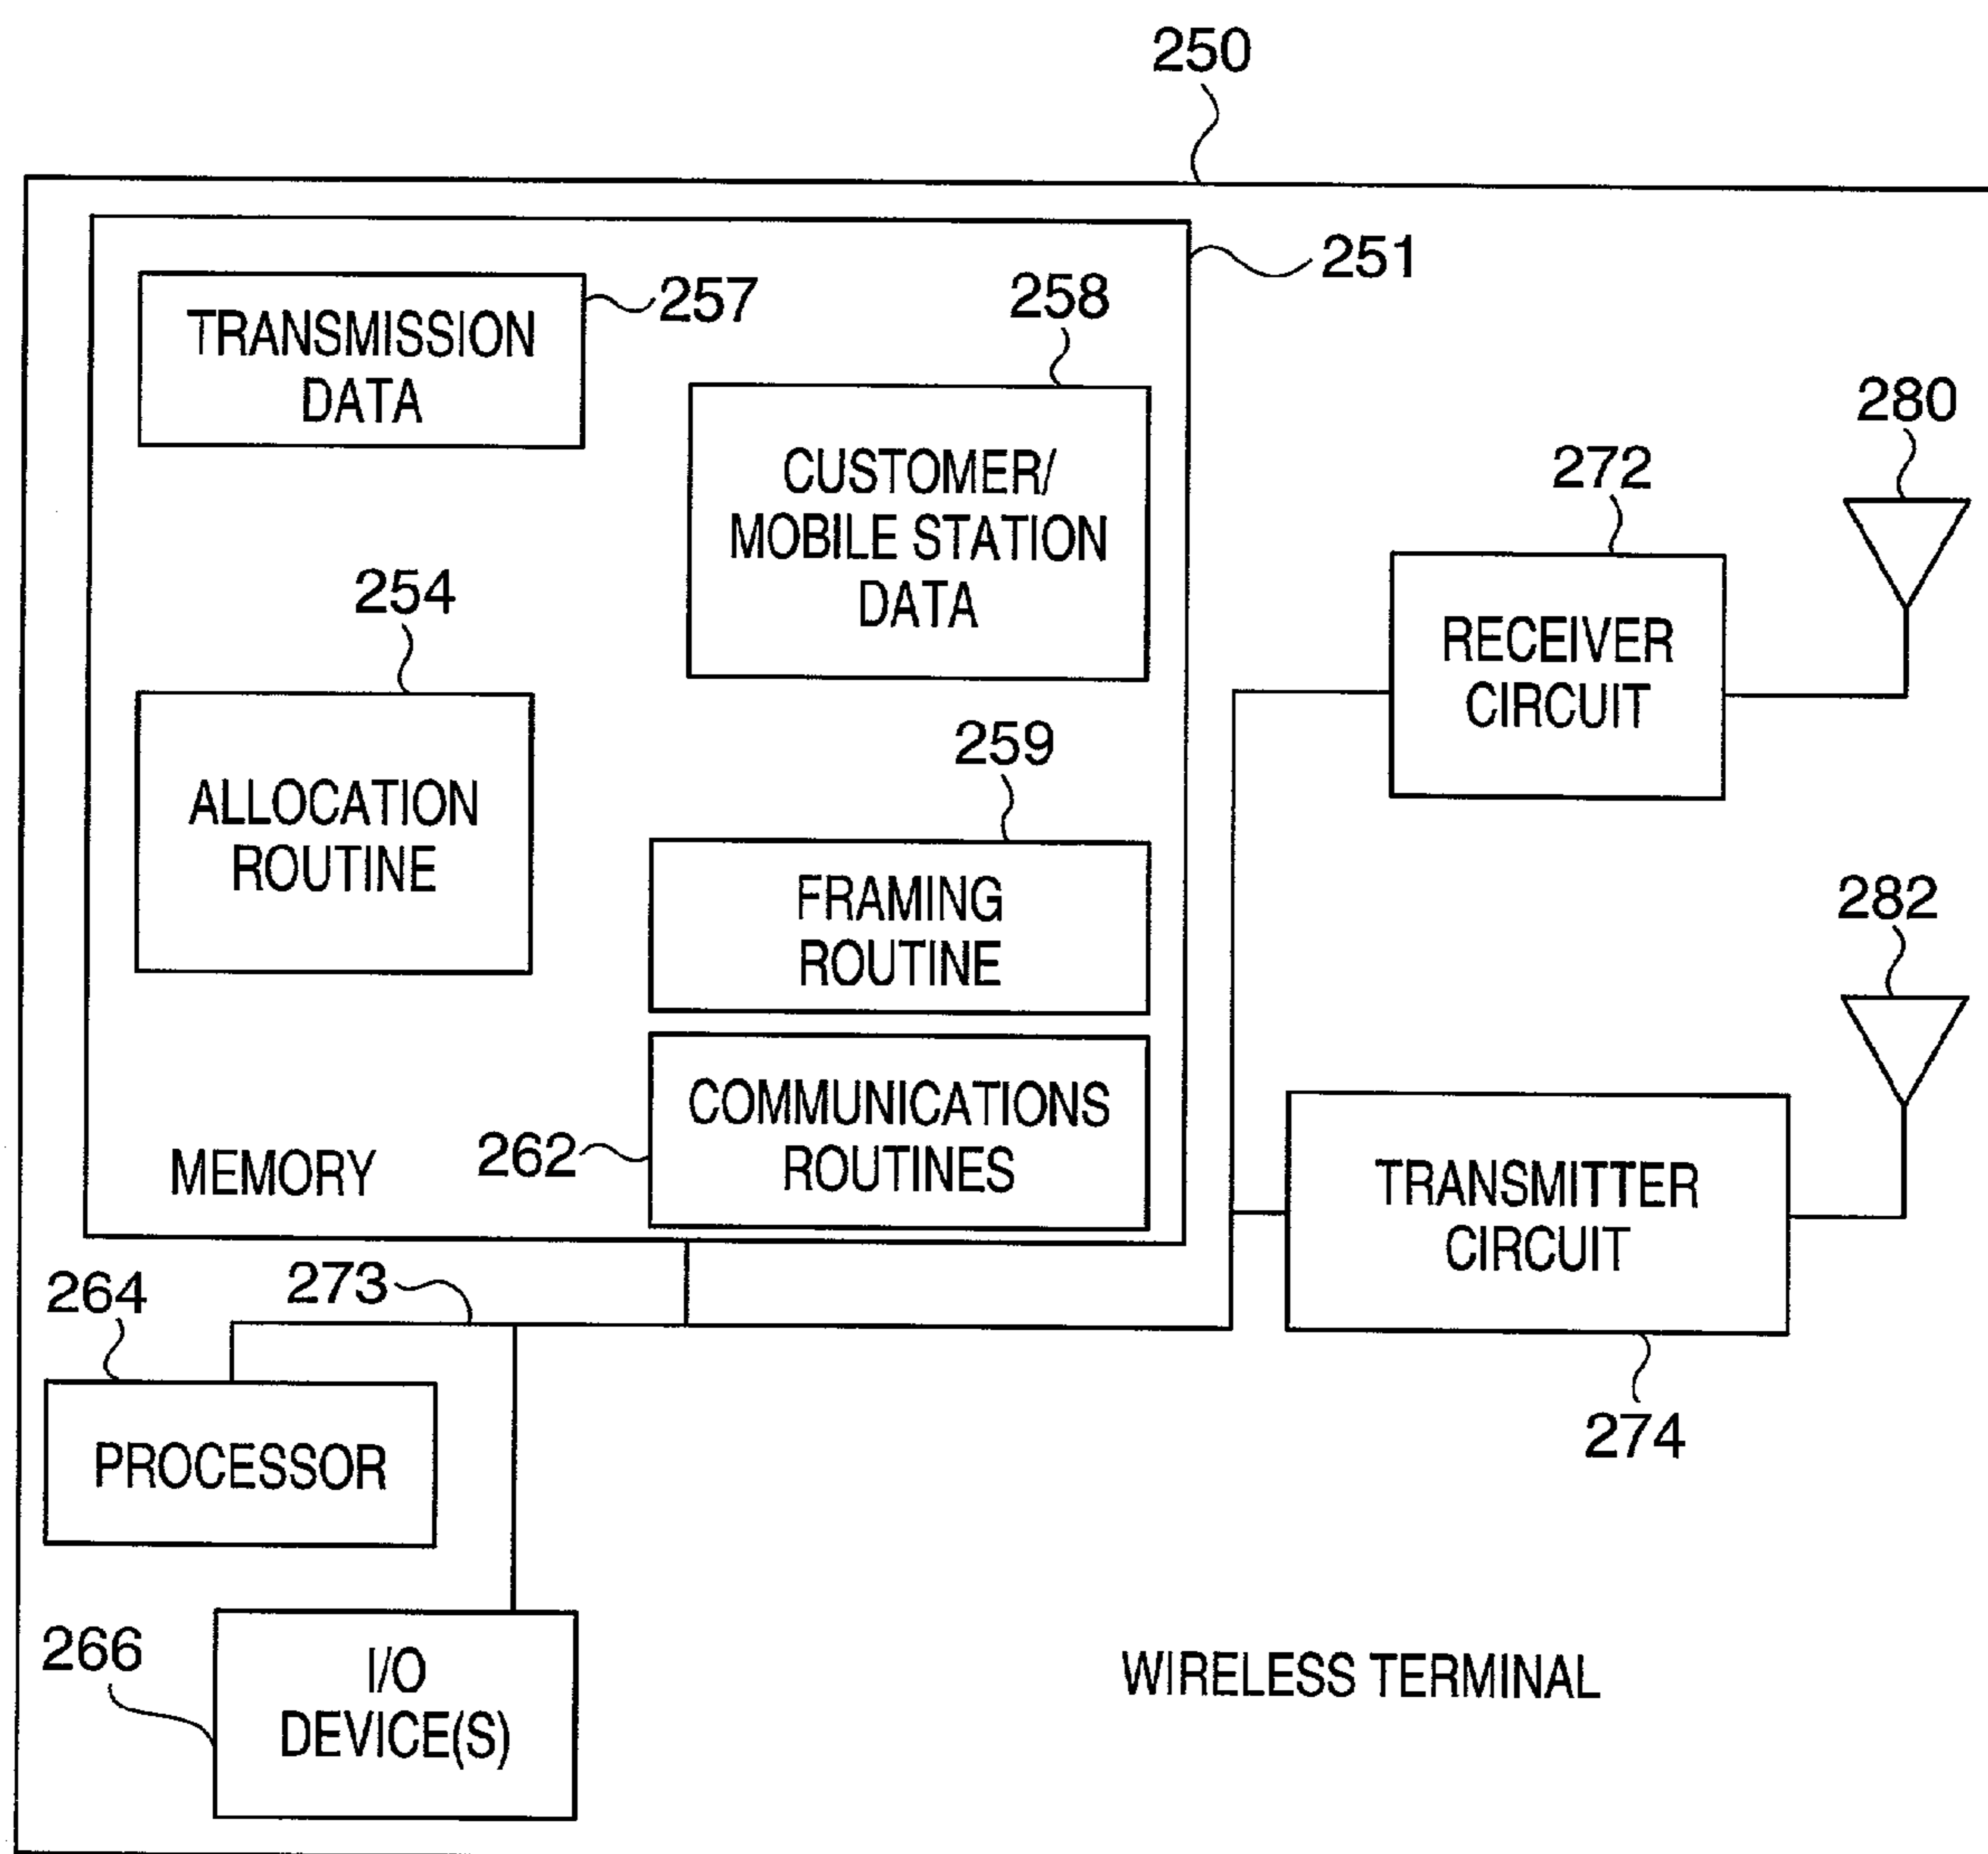 250
251
TRANSMISSION
DATA
257
258
CUSTOMER/
MOBILE STATION
DATA
280
272
RECEIVER
CIRCUIT
254
ALLOCATION
ROUTINE
259
FRAMING
ROUTINE
282
COMMUNICATIONS
ROUTINES
262
MEMORY
TRANSMITTER
CIRCUIT
274
273
264
PROCESSOR
266
I/O
DEVICE(S)
WIRELESS TERMINAL